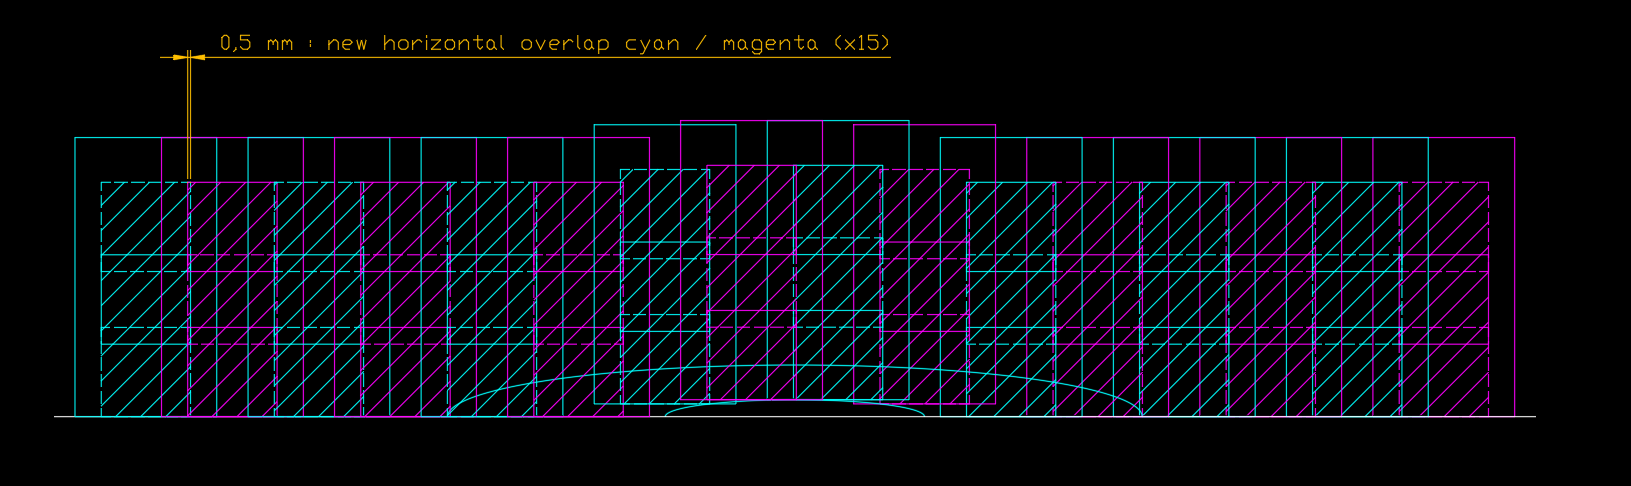 0,5 mm : new horizontal overlap cyan / magenta (x15)